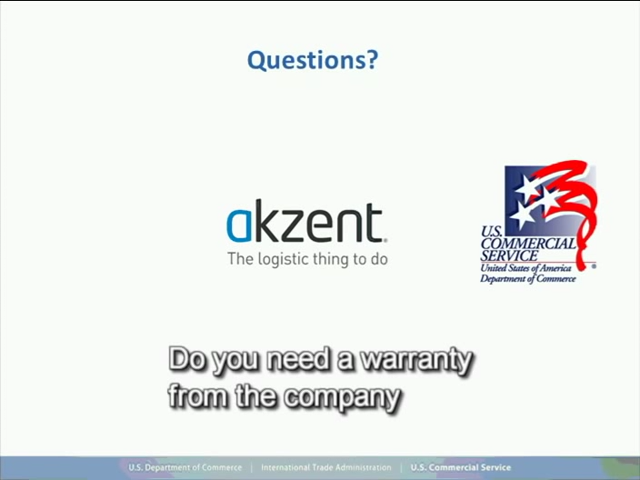 Questions?
akzent®
The logistic thing to do
U.S.
COMMERCIAL
SERVICE®
United States of America
Department of Commerce
Do you need a warranty
from the company
U.S. Department of Commerce | International Trade Administration | U.S. Commercial Service